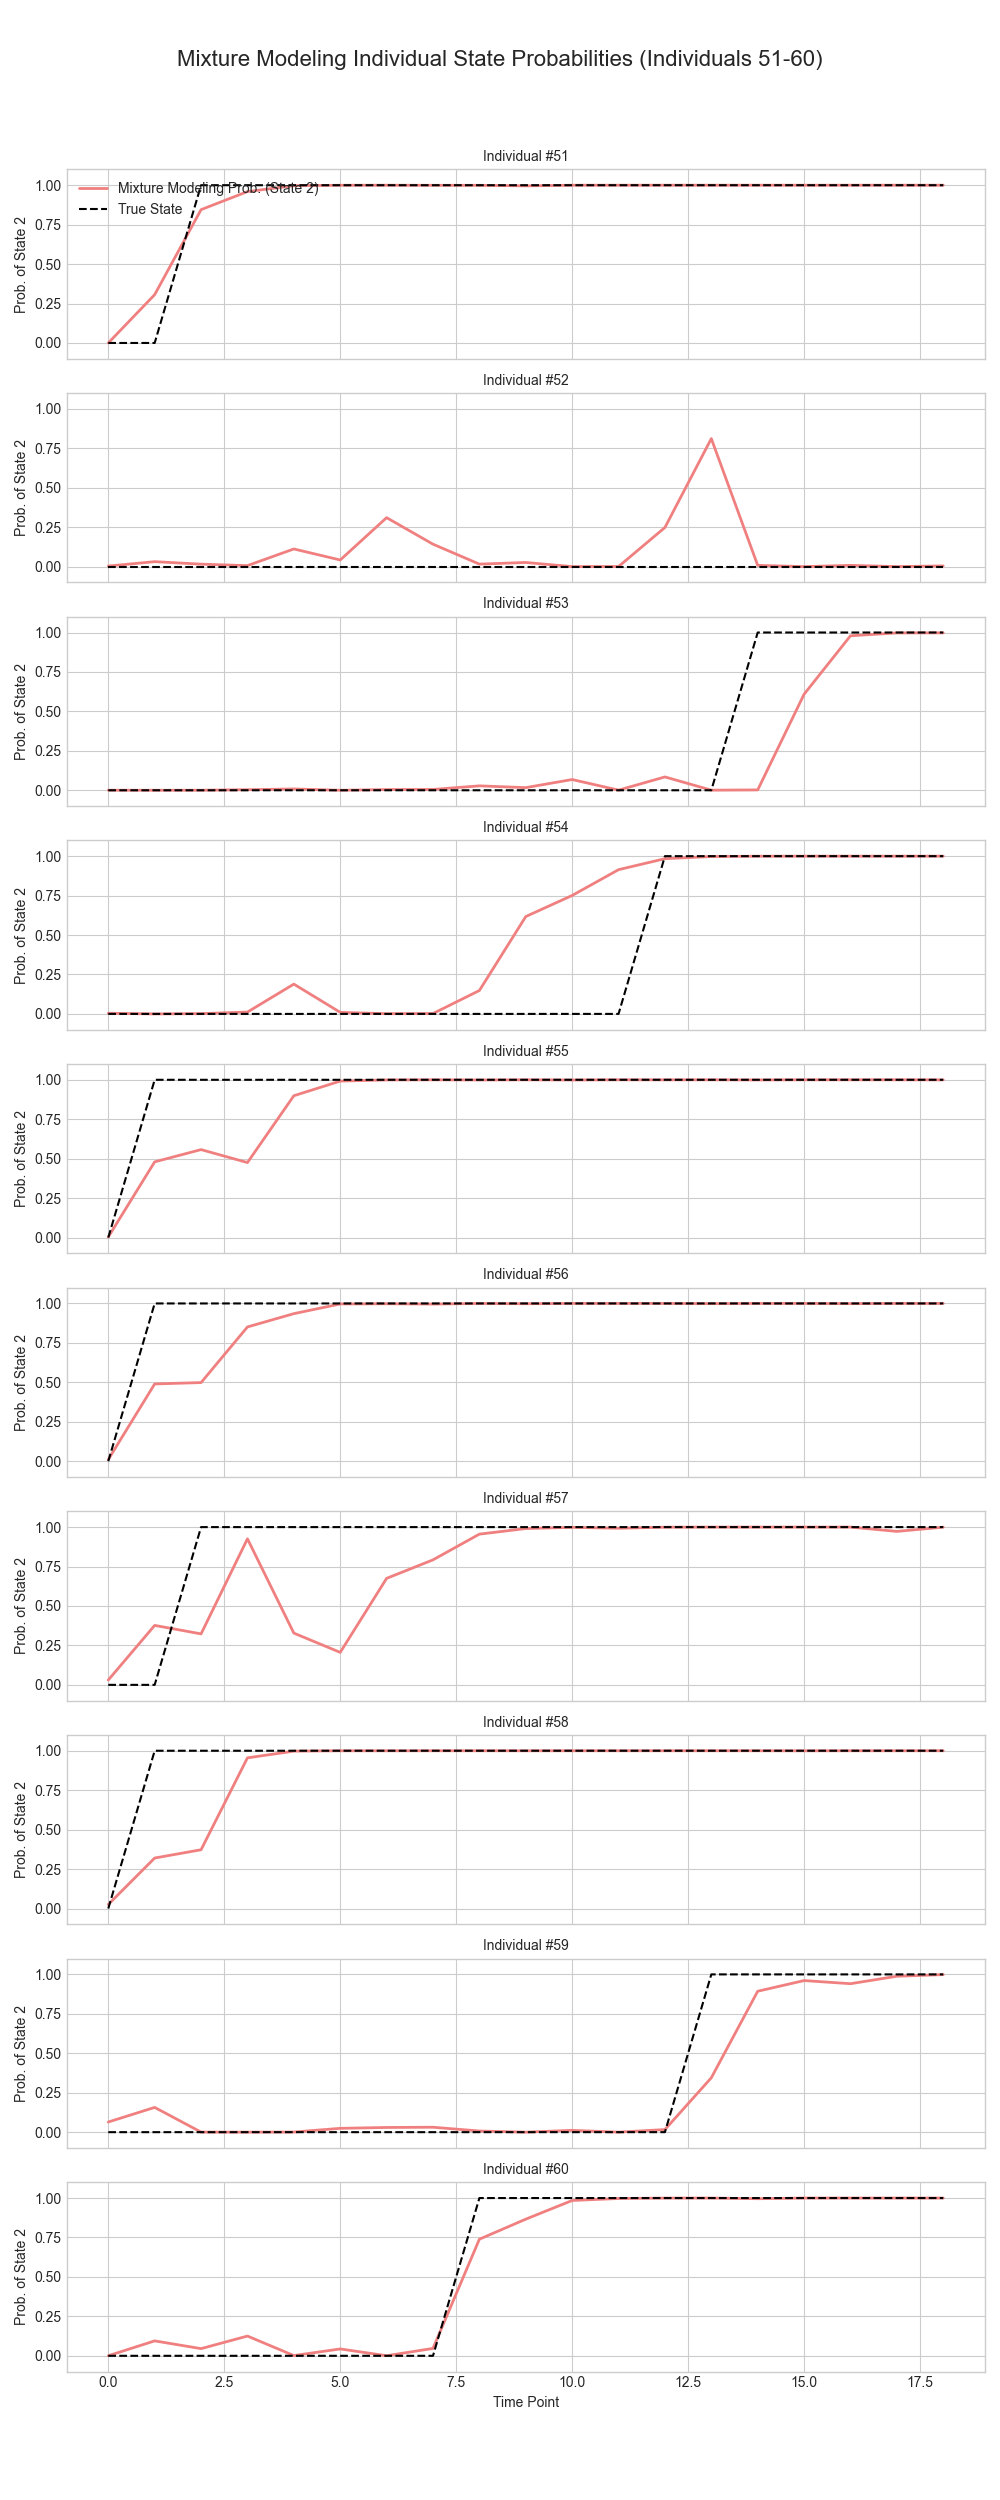 Mixture Modeling Individual State Probabilities (Individuals 51-60)
Individual #51
Mixture Modeling Prob. (State 2)
True State
1.00
0.75
0.50
0.25
0.00
Prob. of State 2
Individual #52
1.00
0.75
0.50
0.25
0.00
Prob. of State 2
Individual #53
1.00
0.75
0.50
0.25
0.00
Prob. of State 2
Individual #54
1.00
0.75
0.50
0.25
0.00
Prob. of State 2
Individual #55
1.00
0.75
0.50
0.25
0.00
Prob. of State 2
Individual #56
1.00
0.75
0.50
0.25
0.00
Prob. of State 2
Individual #57
1.00
0.75
0.50
0.25
0.00
Prob. of State 2
Individual #58
1.00
0.75
0.50
0.25
0.00
Prob. of State 2
Individual #59
1.00
0.75
0.50
0.25
0.00
Prob. of State 2
Individual #60
1.00
0.75
0.50
0.25
0.00
Prob. of State 2
0.0 2.5 5.0 7.5 10.0 12.5 15.0 17.5
Time Point